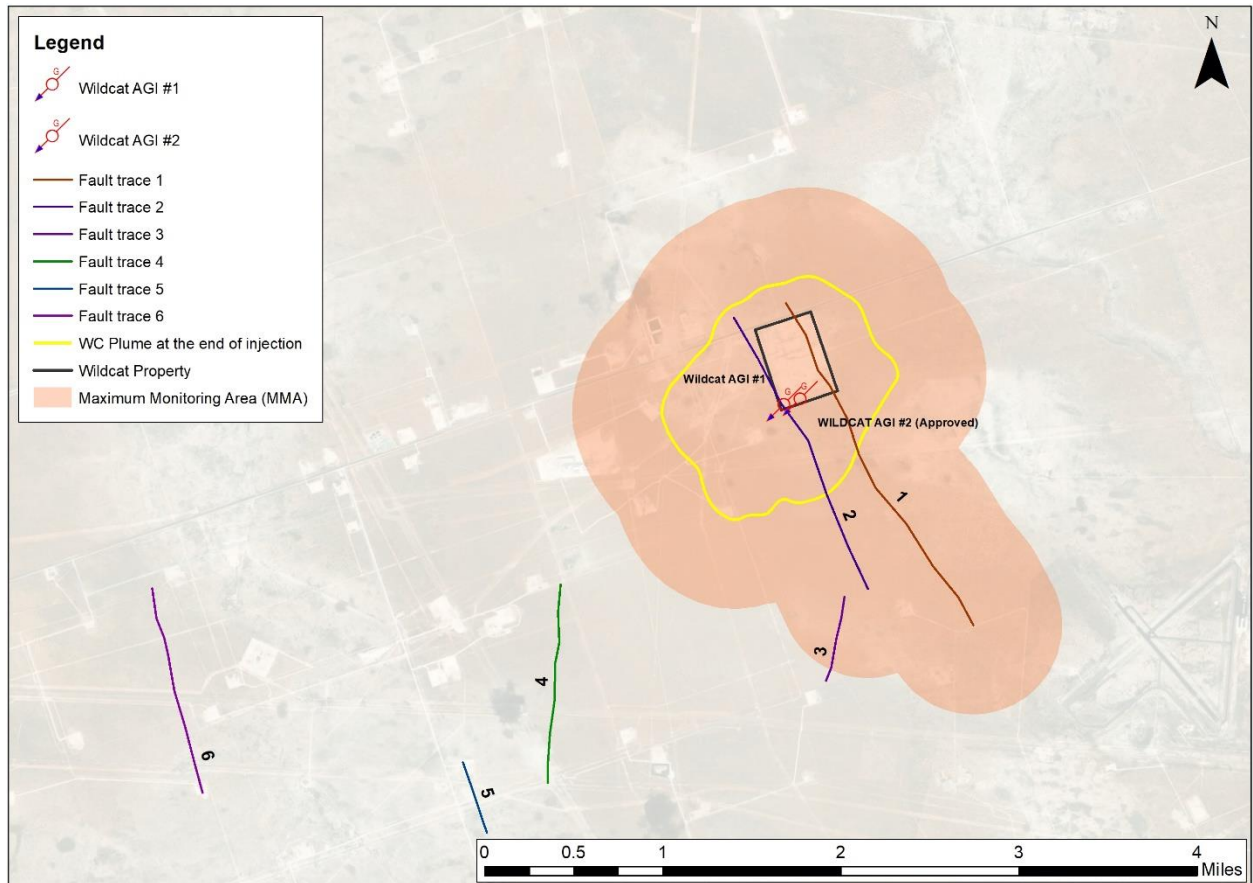 Legend
G
Wildcat AGI #1
G
Wildcat AGI #2
Fault trace 1
Fault trace 2
Fault trace 3
Fault trace 4
Fault trace 5
Fault trace 6
WC Plume at the end of injection
Wildcat Property
Maximum Monitoring Area (MMA)
N
Wildcat AGI #1
G G
WILDCAT AGI #2 (Approved)
1
2
3
4
6
5
0 0.5 1 2 3 4
Miles